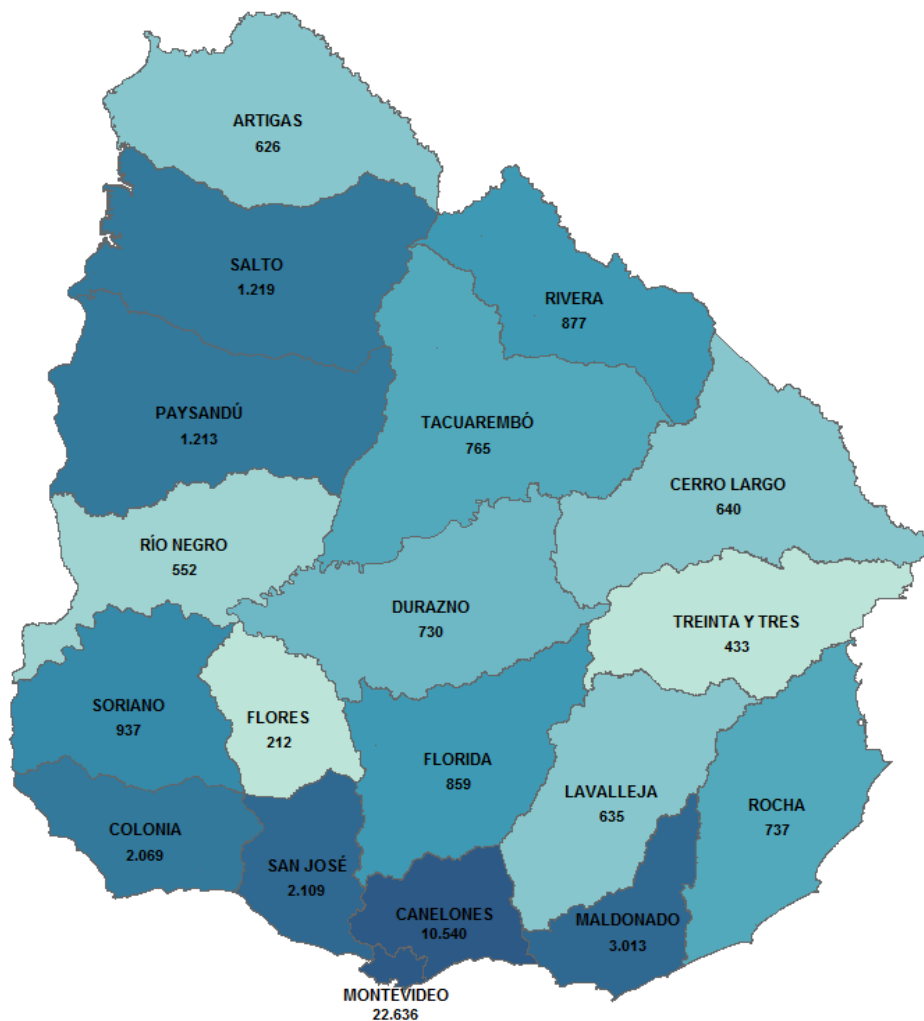 ARTIGAS
626
SALTO
1.219
RIVERA
877
PAYSANDÚ
1.213
TACUAREMBÓ
765
CERRO LARGO
640
RÍO NEGRO
552
DURAZNO
730
TREINTA Y TRES
433
SORIANO
937
FLORES
212
FLORIDA
859
LAVALLEJA
635
ROCHA
737
COLONIA
2.069
SAN JOSÉ
2.109
CANELONES
10.540
MALDONADO
3.013
MONTEVIDEO
22.636